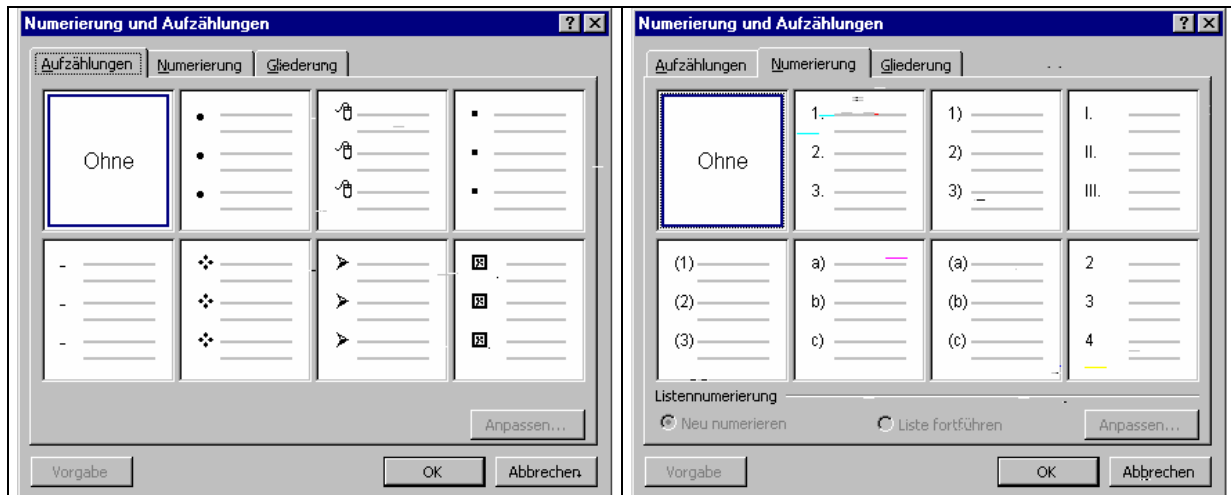 Numerierung und Aufzählungen
Aufzählungen Numerierung Gliederung
Ohne
Anpassen...
Vorgabe OK Abbrechen
Numerierung und Aufzählungen
Aufzählungen Numerierung Gliederung
Ohne
1.
2.
3.
1)
2)
3)
I.
II.
III.
(1)
(2)
(3)
a)
b)
c)
(a)
(b)
(c)
2
3
4
Listennumerierung
Neu numerieren Liste fortführen Anpassen...
Vorgabe OK Abbrechen